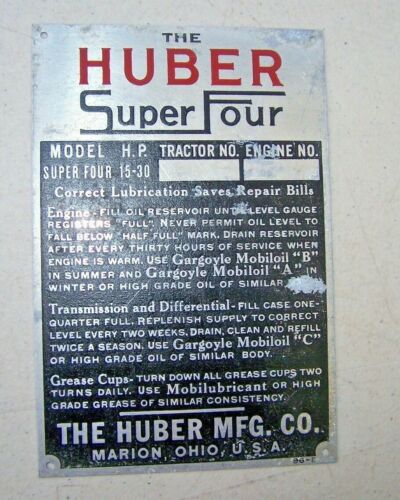 THE
HUBER
Super Four
MODEL H.P. TRACTOR NO. ENGINE NO.
SUPER FOUR 15-30
Correct Lubrication Saves Repair Bills
Engine - FILL OIL RESERVOIR UNTIL LEVEL GAUGE
REGISTERS "FULL". NEVER PERMIT OIL LEVEL TO
FALL BELOW "HALF FULL" MARK. DRAIN RESERVOIR
AFTER EVERY THIRTY HOURS OF SERVICE WHEN
ENGINE IS WARM. USE Gargoyle Mobiloil "B"
IN SUMMER AND Gargoyle Mobiloil "A" IN
WINTER OR HIGH GRADE OIL OF SIMILAR
Transmission and Differential - FILL CASE ONE-
QUARTER FULL. REPLENISH SUPPLY TO CORRECT
LEVEL EVERY TWO WEEKS. DRAIN, CLEAN AND REFILL
TWICE A SEASON. USE Gargoyle Mobiloil "C"
OR HIGH GRADE OIL OF SIMILAR BODY.
Grease Cups - TURN DOWN ALL GREASE CUPS TWO
TURNS DAILY. USE Mobilubricant OR HIGH
GRADE GREASE OF SIMILAR CONSISTENCY.
THE HUBER MFG. CO.
MARION, OHIO, U.S.A.